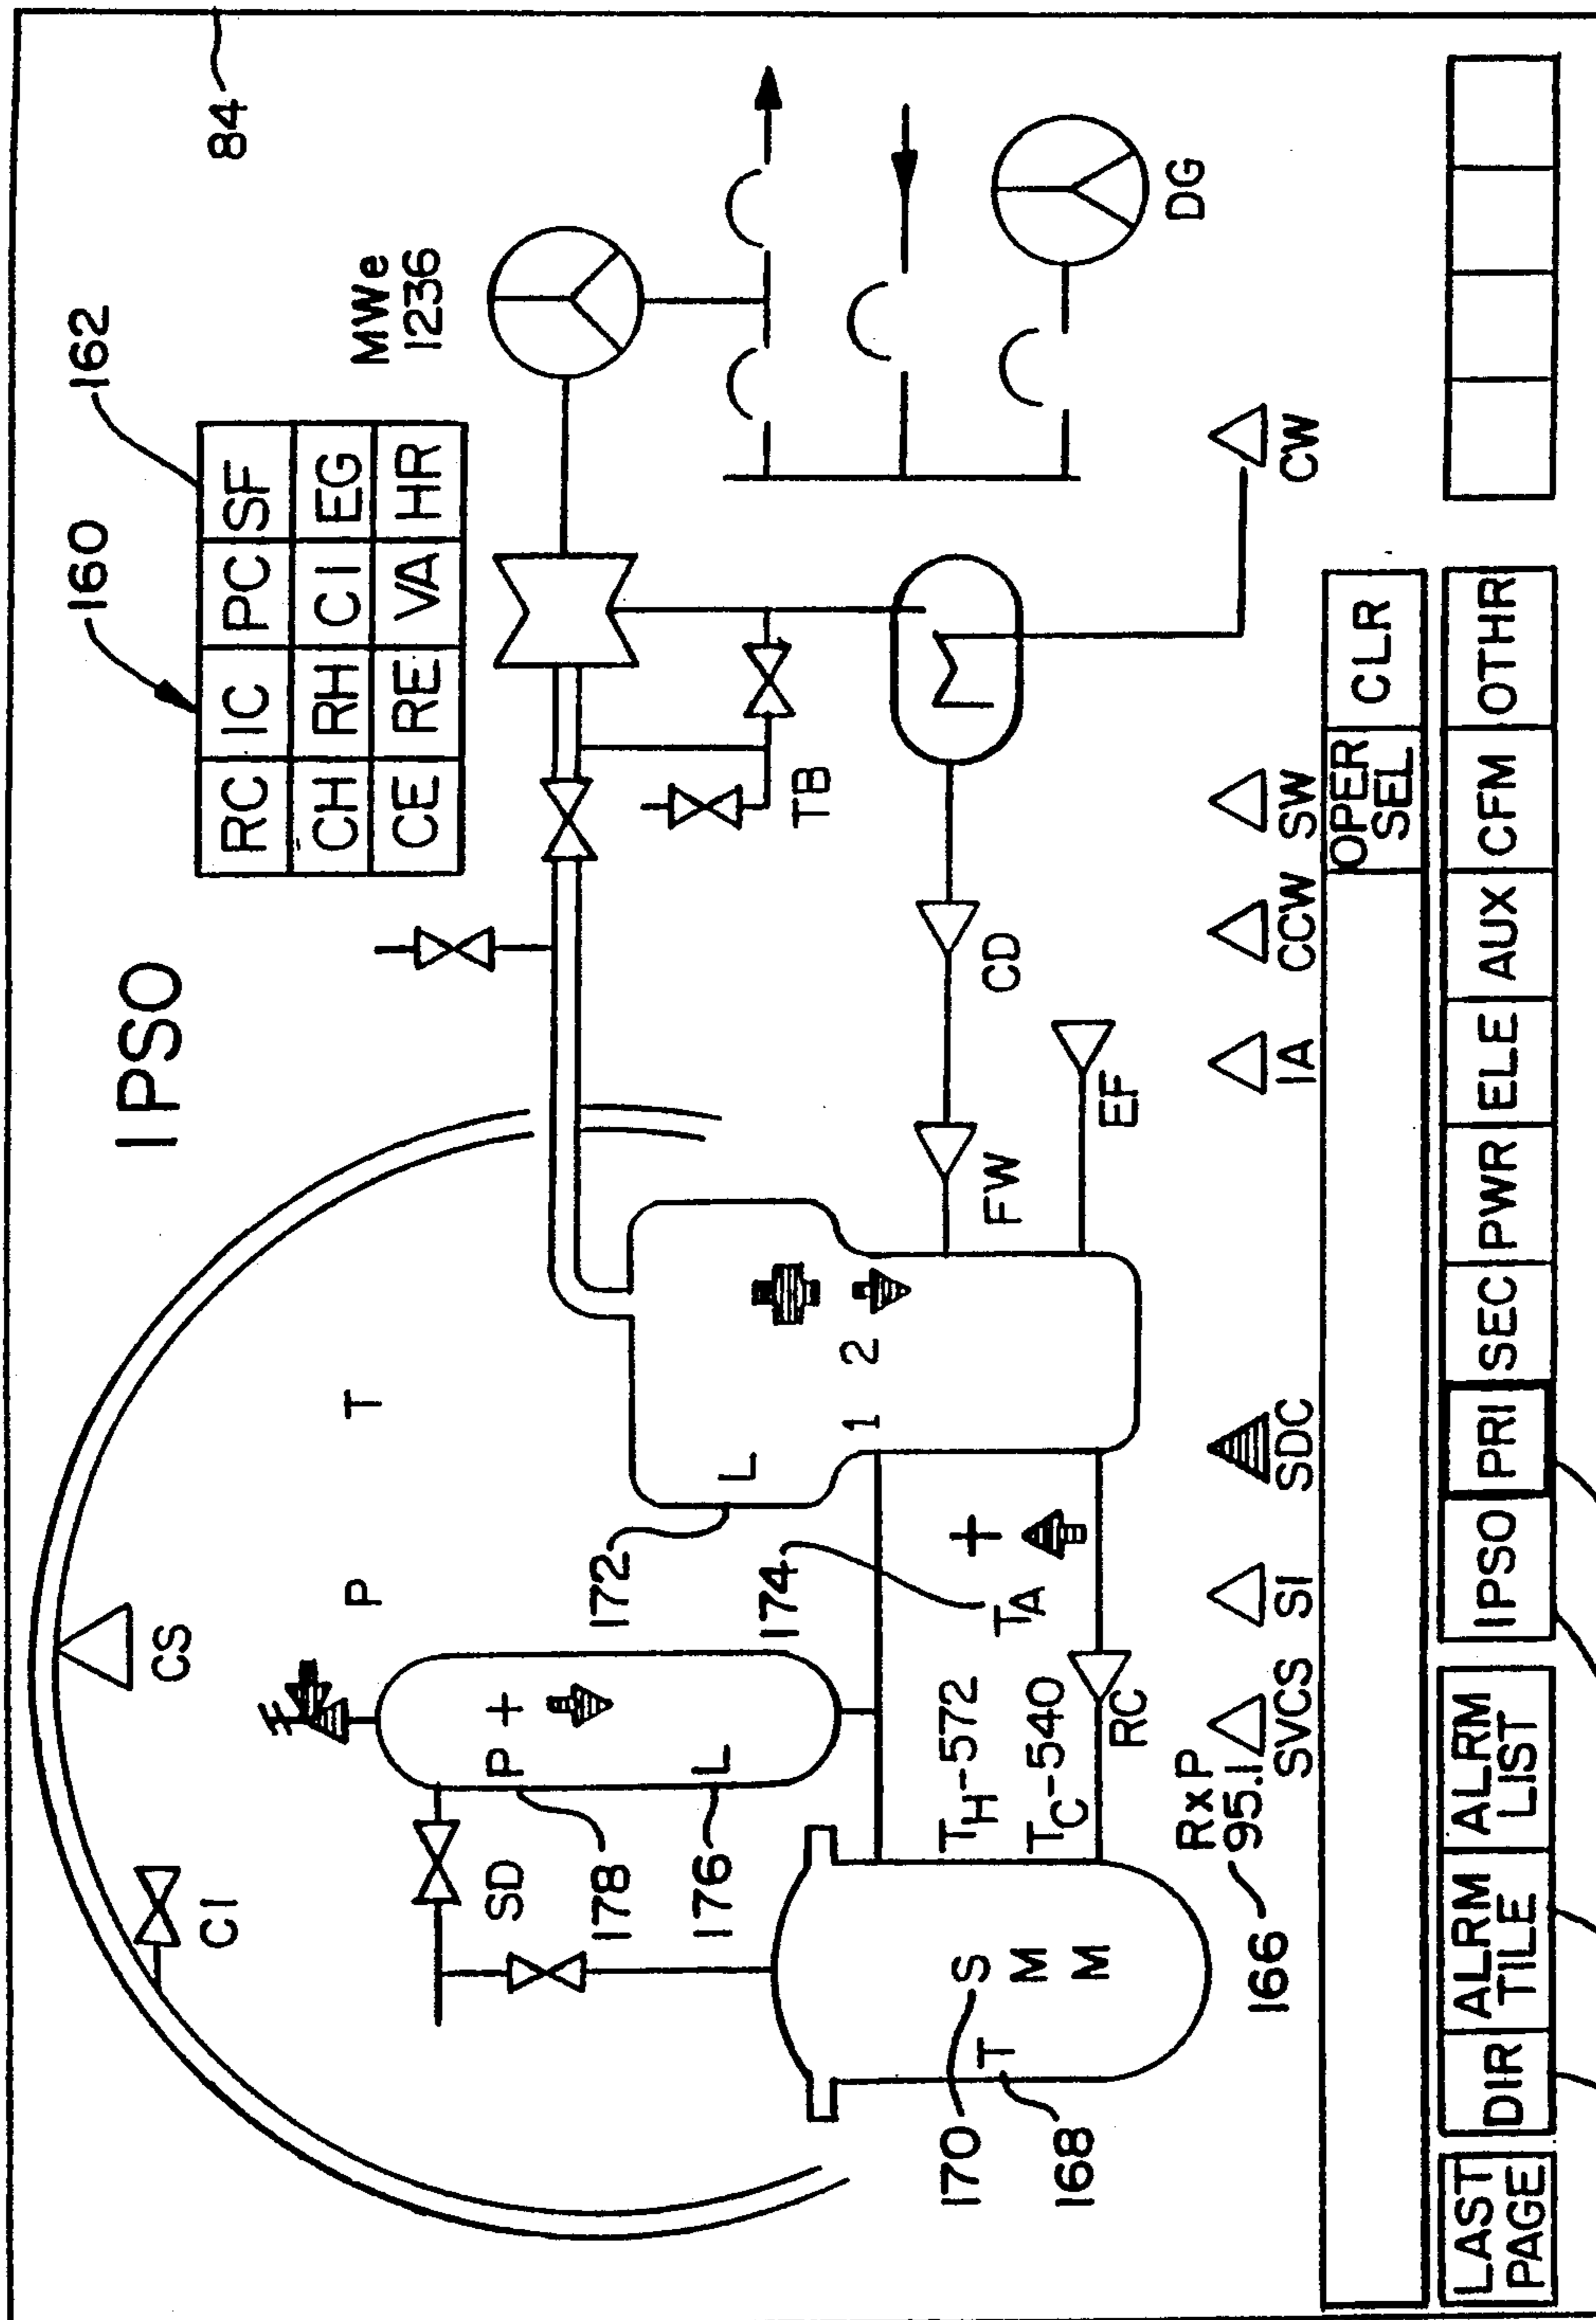 84
IPSO
160
162
RC IC PC SF
CH RH CI EG
CE RE VA HR
MWe
1236
CS
CI
P T
SD
P +
178
L
176
172
L
174
1 2
TB
CD
FW
EF
DG
TH-572
TC-540
TA
+
RC
S
M
M
T
170
168
RxP
95.1
166
SVCS
SI
SDC
IA
CCW
SW
CW
OPER
SEL
CLR
LAST
PAGE
DIR
ALRM
TILE
ALRM
LIST
IPSO
PRI
SEC
PWR
ELE
AUX
CFM
OTHR